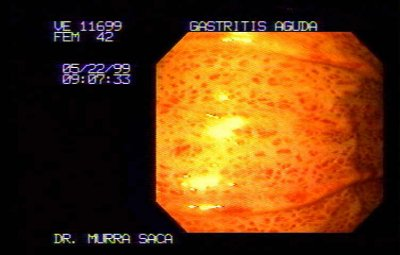 VE 11699
GASTRITIS AGUDA
FEM 42
05/22/99
09:07:33
DR. MURRA SACA